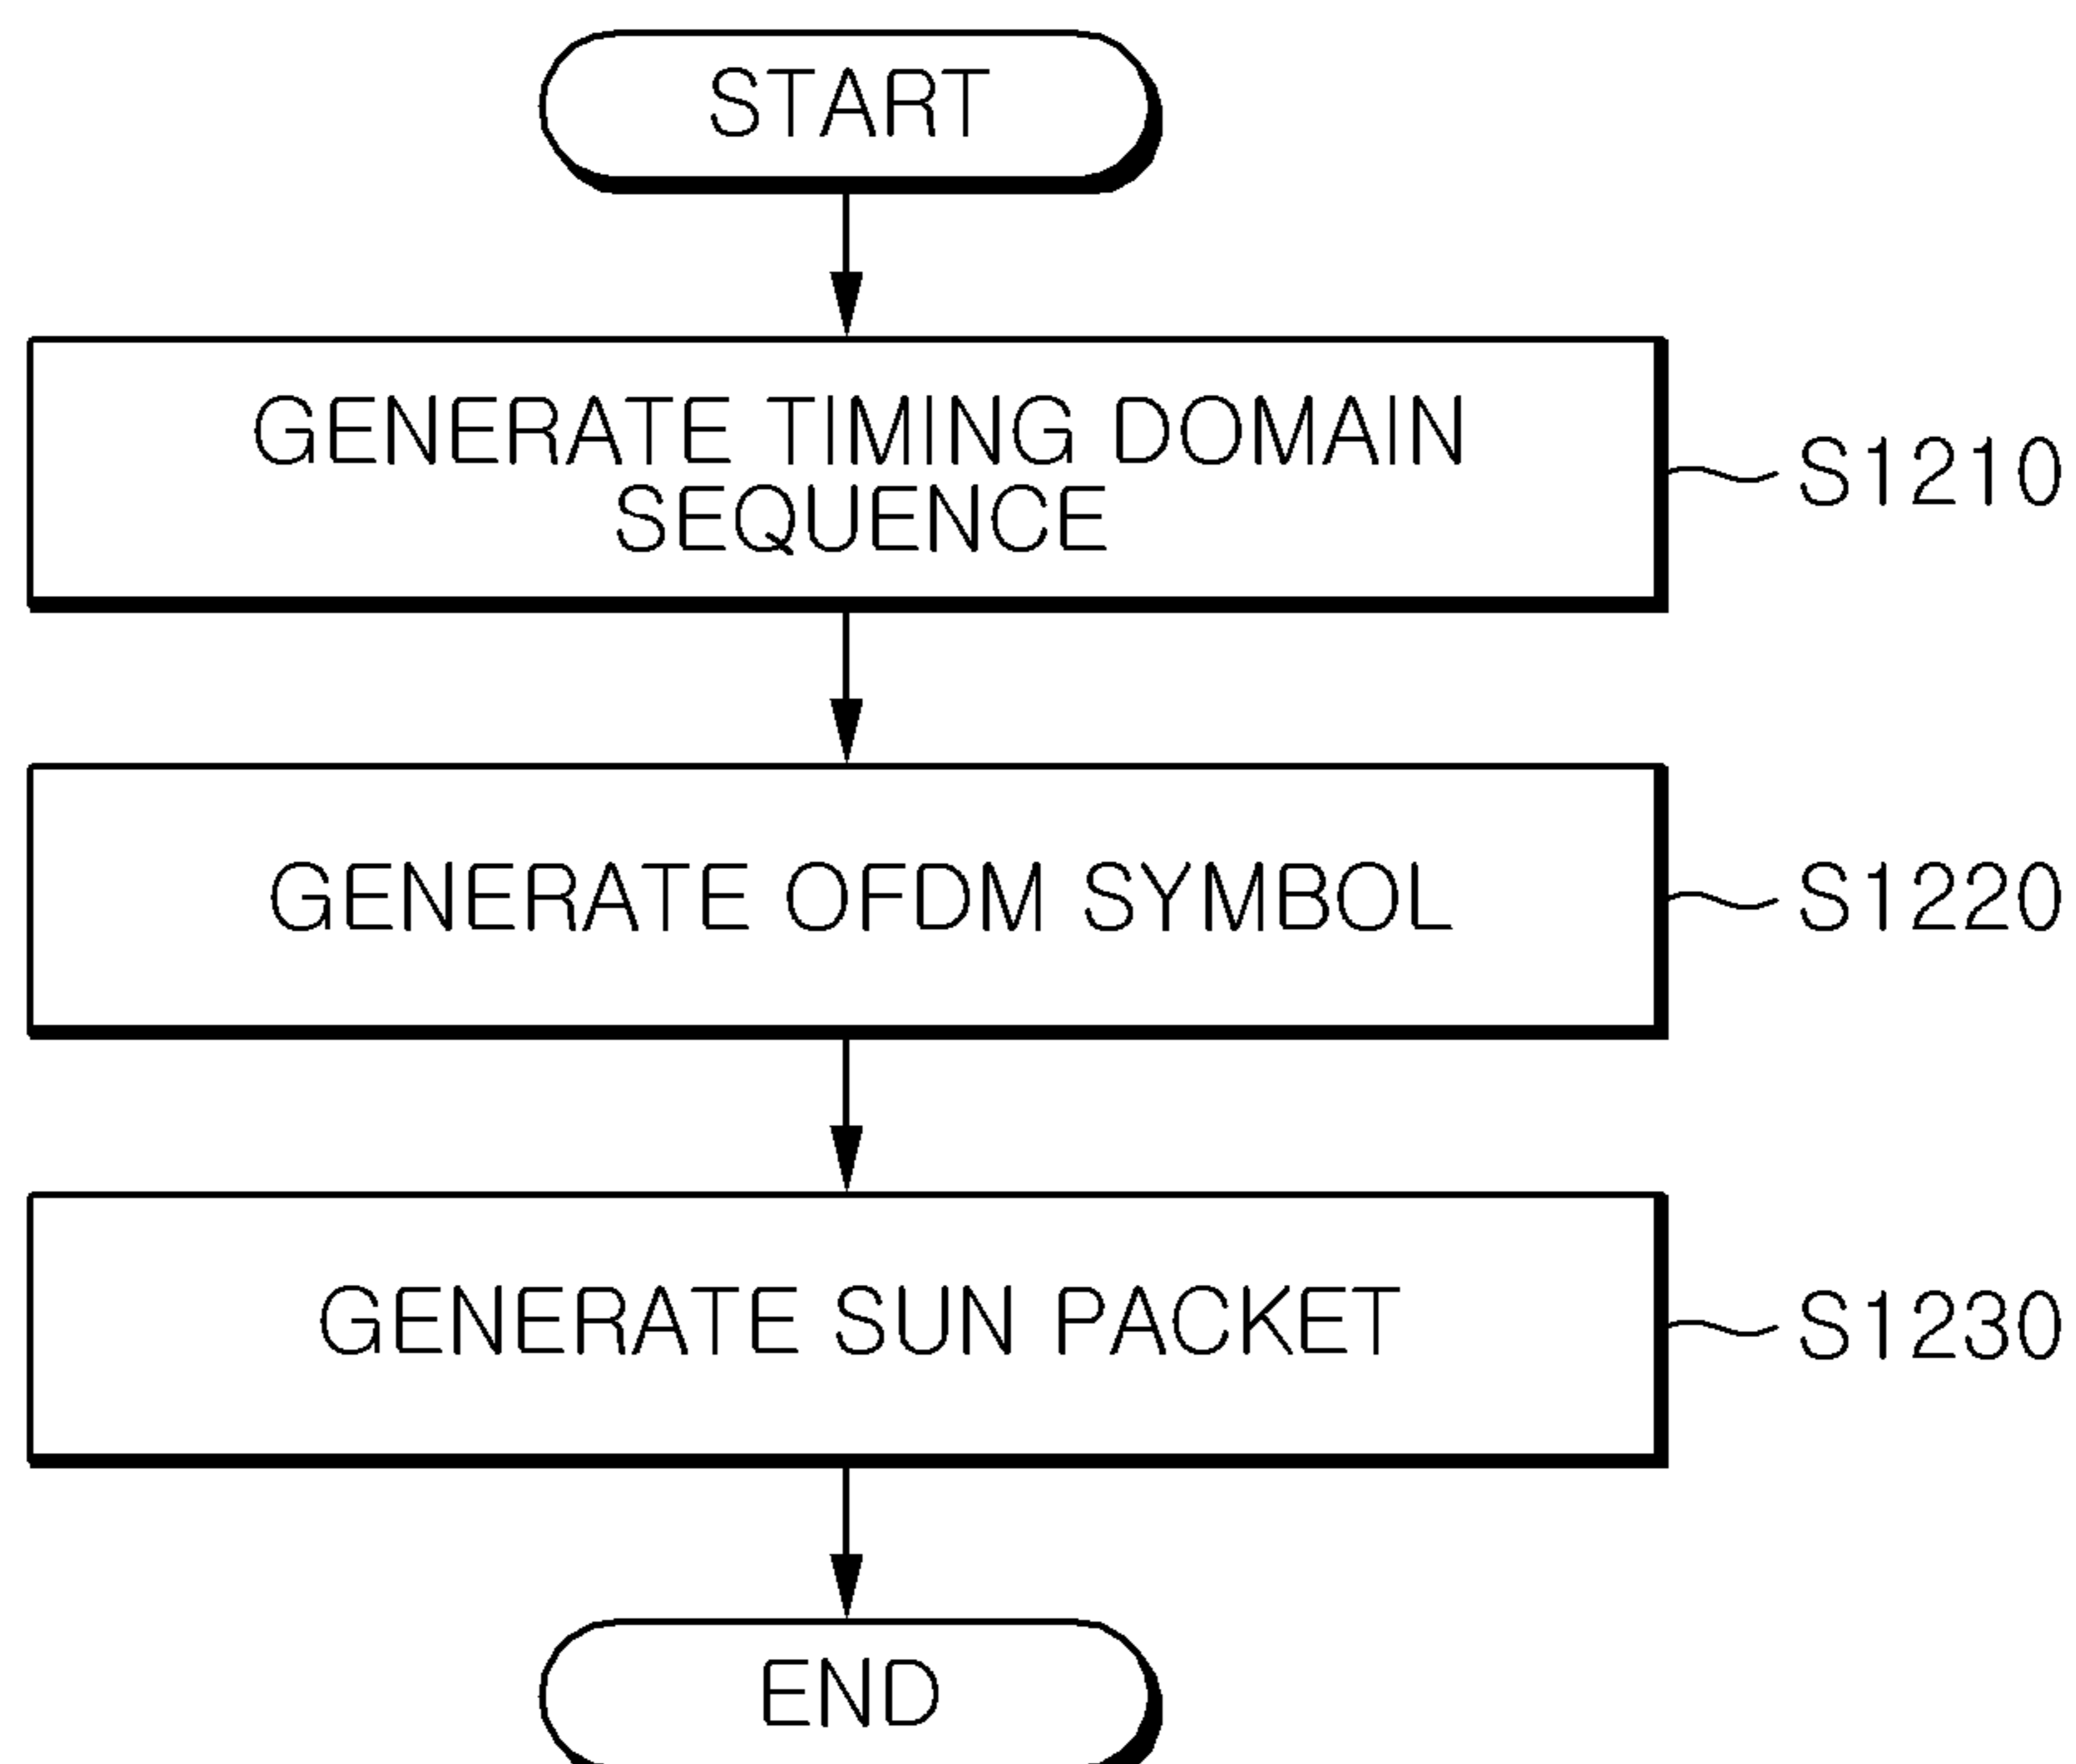 START
GENERATE TIMING DOMAIN
SEQUENCE
S1210
GENERATE OFDM SYMBOL
S1220
GENERATE SUN PACKET
S1230
END